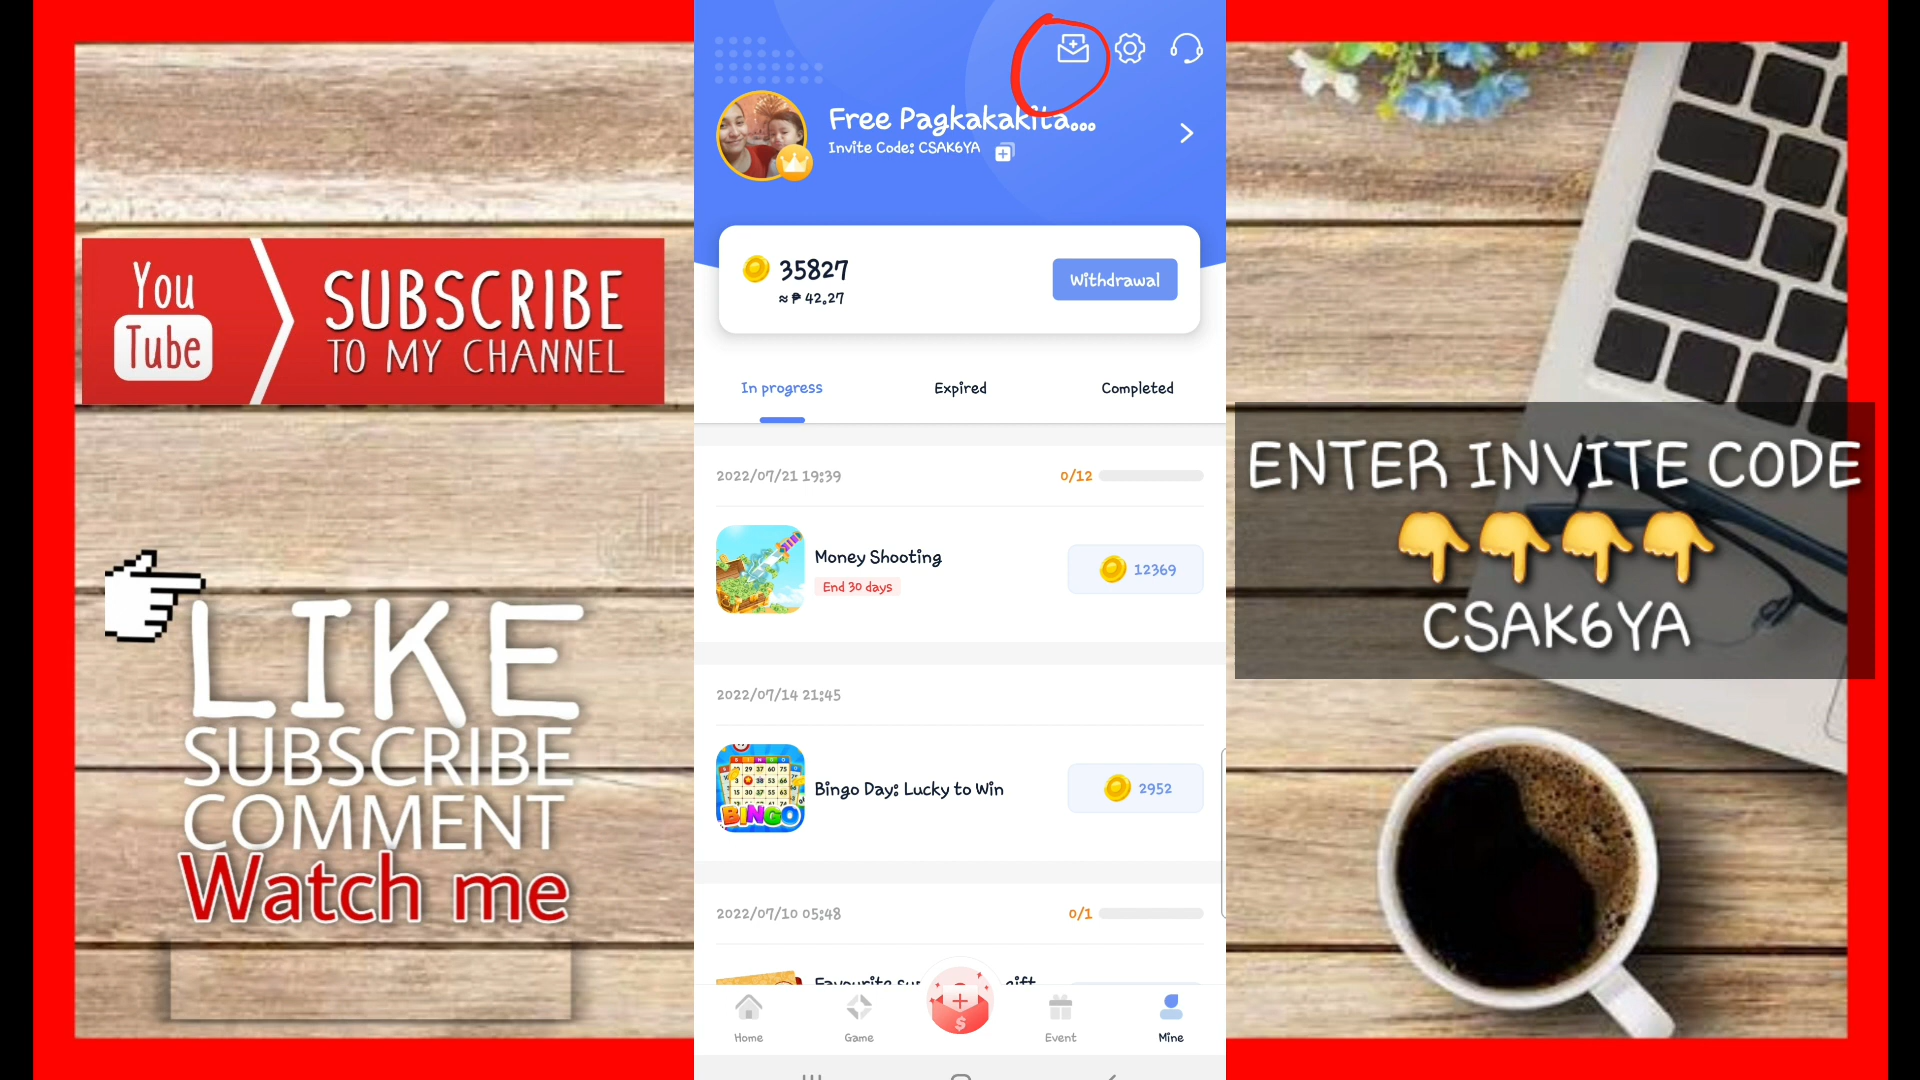 You
Tube
SUBSCRIBE
TO MY CHANNEL
LIKE
SUBSCRIBE
COMMENT
Watch me
Free Pagkakakita...
Invite Code: CSAK6YA
35827
≈ ₱ 42.27
Withdrawal
In progress
Expired
Completed
2022/07/21 19:39
0/12
Money Shooting
End 30 days
12369
2022/07/14 21:45
BINGO
Bingo Day: Lucky to Win
2952
2022/07/10 05:48
0/1
Favourite
gift
$
Home
Game
Event
Mine
ENTER INVITE CODE
👇👇👇👇
CSAK6YA